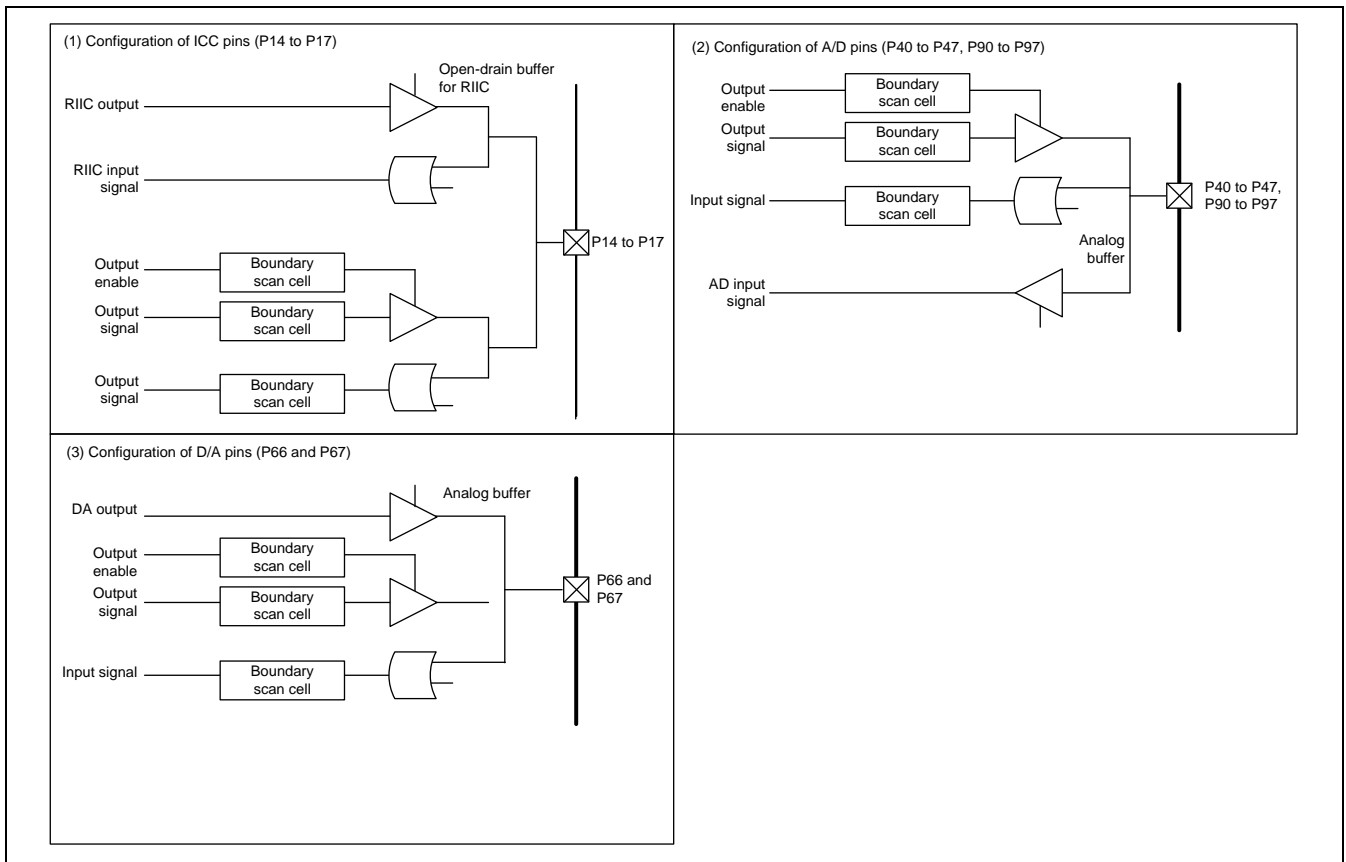 (1) Configuration of ICC pins (P14 to P17)
Open-drain buffer
for RIIC
RIIC output
RIIC input
signal
Output
enable
Boundary
scan cell
Output
signal
Boundary
scan cell
Output
signal
Boundary
scan cell
P14 to P17
(2) Configuration of A/D pins (P40 to P47, P90 to P97)
Output
enable
Boundary
scan cell
Output
signal
Boundary
scan cell
Input signal
Boundary
scan cell
P40 to P47,
P90 to P97
Analog
buffer
AD input
signal
(3) Configuration of D/A pins (P66 and P67)
Analog buffer
DA output
Output
enable
Boundary
scan cell
Output
signal
Boundary
scan cell
P66 and
P67
Input signal
Boundary
scan cell